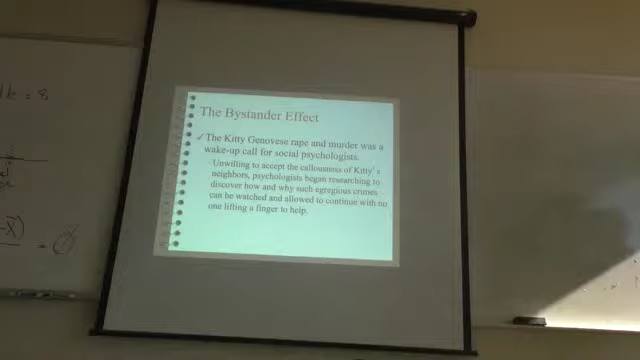 The Bystander Effect
✓ The Kitty Genovese rape and murder was a
wake-up call for social psychologists.
Unwilling to accept the callousness of Kitty's
neighbors, psychologists began researching to
discover how and why such egregious crimes
can be watched and allowed to continue with no
one lifting a finger to help.
= 8
= ∅